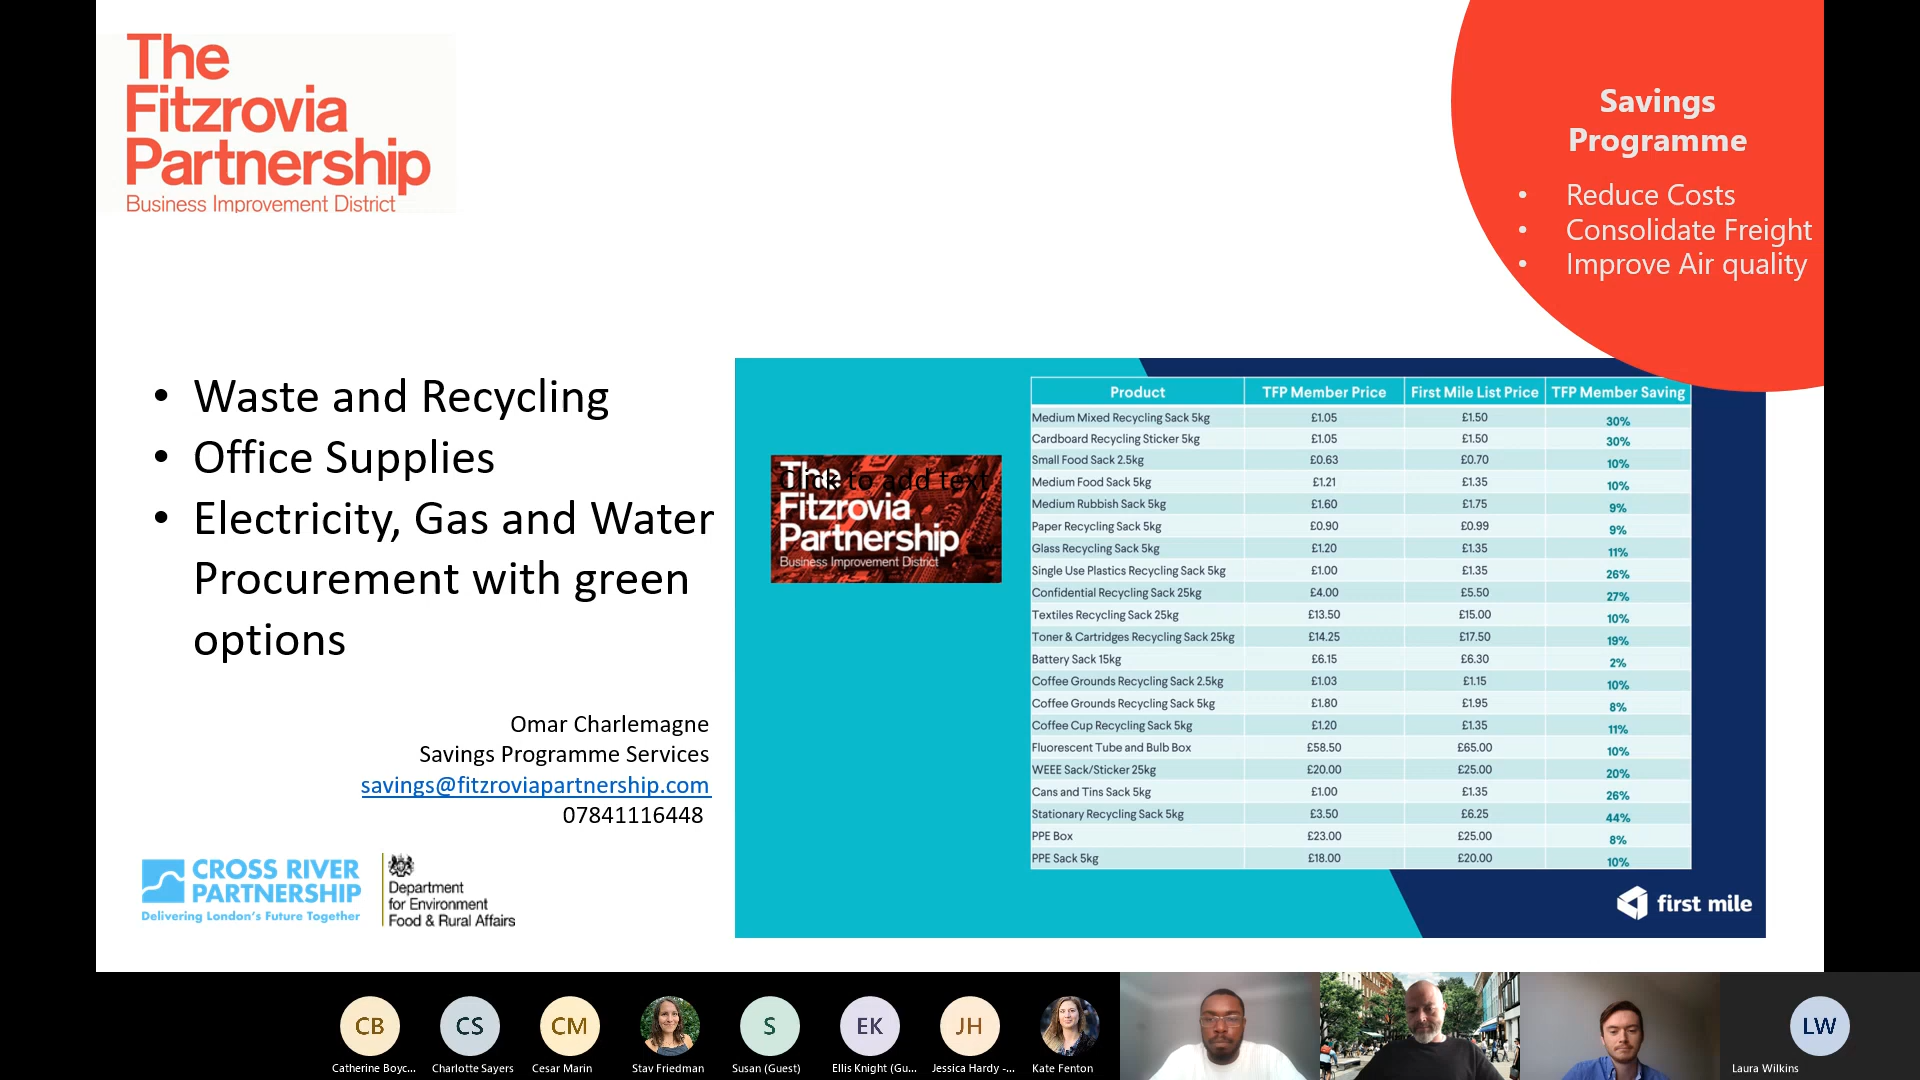 The
Fitzrovia
Partnership
Business Improvement District
Savings
Programme
• Reduce Costs
• Consolidate Freight
• Improve Air quality
• Waste and Recycling
• Office Supplies
• Electricity, Gas and Water
Procurement with green
options
Omar Charlemagne
Savings Programme Services
savings@fitzroviapartnership.com
07841116448
CROSS RIVER
PARTNERSHIP
Delivering London's Future Together
Department
for Environment
Food & Rural Affairs
The
Click to add text
Fitzrovia
Partnership
Business Improvement District
Product TFP Member Price First Mile List Price TFP Member Saving
Medium Mixed Recycling Sack 5kg £1.05 £1.50 30%
Cardboard Recycling Sticker 5kg £1.05 £1.50 30%
Small Food Sack 2.5kg £0.63 £0.70 10%
Medium Food Sack 5kg £1.21 £1.35 10%
Medium Rubbish Sack 5kg £1.60 £1.75 9%
Paper Recycling Sack 5kg £0.90 £0.99 9%
Glass Recycling Sack 5kg £1.20 £1.35 11%
Single Use Plastics Recycling Sack 5kg £1.00 £1.35 26%
Confidential Recycling Sack 25kg £4.00 £5.50 27%
Textiles Recycling Sack 25kg £13.50 £15.00 10%
Toner & Cartridges Recycling Sack 25kg £14.25 £17.50 19%
Battery Sack 15kg £6.15 £6.30 2%
Coffee Grounds Recycling Sack 2.5kg £1.03 £1.15 10%
Coffee Grounds Recycling Sack 5kg £1.80 £1.95 8%
Coffee Cup Recycling Sack 5kg £1.20 £1.35 11%
Fluorescent Tube and Bulb Box £58.50 £65.00 10%
WEEE Sack/Sticker 25kg £20.00 £25.00 20%
Cans and Tins Sack 5kg £1.00 £1.35 26%
Stationary Recycling Sack 5kg £3.50 £6.25 44%
PPE Box £23.00 £25.00 8%
PPE Sack 5kg £18.00 £20.00 10%
first mile
CB CS CM S EK JH LW
Catherine Boyc... Charlotte Sayers Cesar Marin Stav Friedman Susan (Guest) Ellis Knight (Gu... Jessica Hardy -... Kate Fenton Laura Wilkins